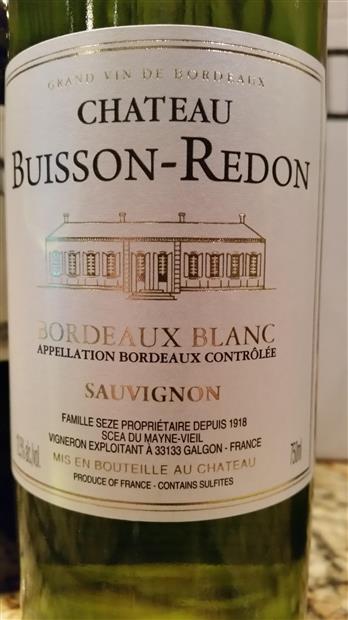 GRAND VIN DE BORDEAUX
CHATEAU
BUISSON-REDON
BORDEAUX BLANC
APPELLATION BORDEAUX CONTRÔLÉE
SAUVIGNON
FAMILLE SEZE PROPRIÉTAIRE DEPUIS 1918
SCEA DU MAYNE-VIEIL
VIGNERON EXPLOITANT À 33133 GALGON - FRANCE
MIS EN BOUTEILLE AU CHATEAU
PRODUCE OF FRANCE - CONTAINS SULFITES
750ml